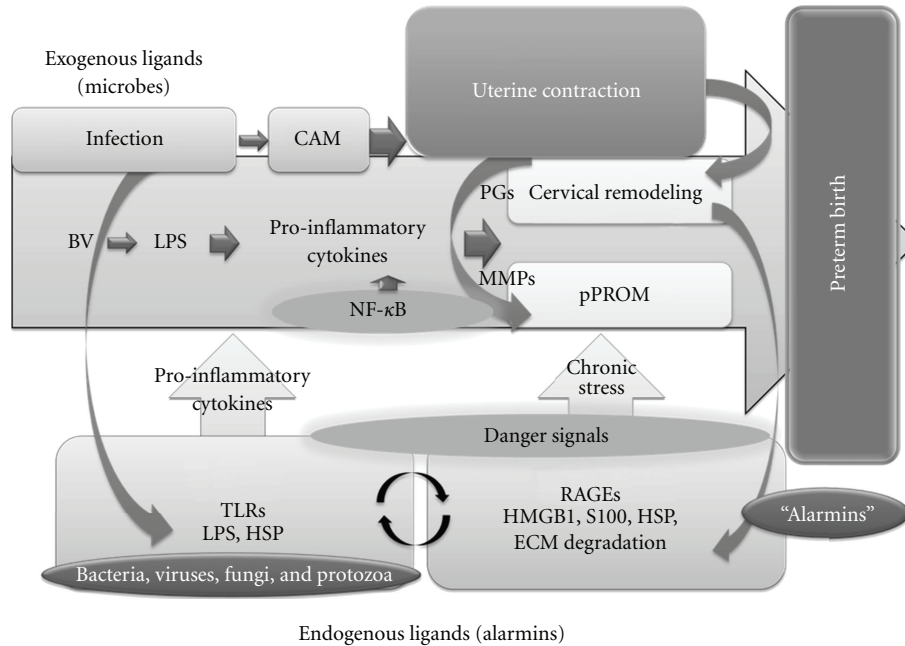 Exogenous ligands
(microbes)
Infection
CAM
Uterine contraction
PGs
Cervical remodeling
BV
LPS
Pro-inflammatory
cytokines
MMPs
pPROM
NF-κB
Preterm birth
Pro-inflammatory
cytokines
Chronic
stress
Danger signals
TLRs
LPS, HSP
RAGEs
HMGB1, S100, HSP,
ECM degradation
"Alarmins"
Bacteria, viruses, fungi, and protozoa
Endogenous ligands (alarmins)